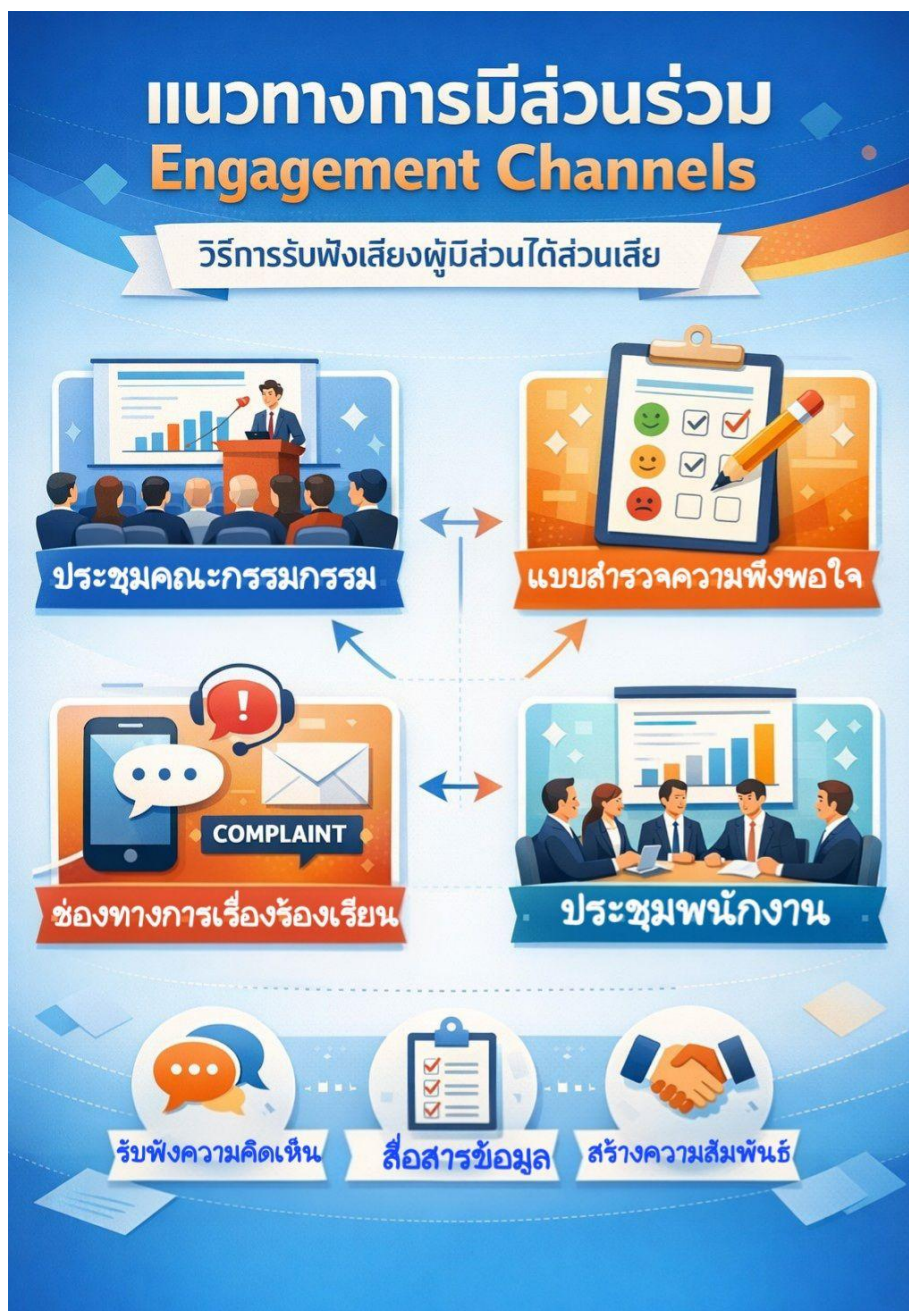 แนวทางการมีส่วนร่วม
Engagement Channels
วิธีการรับฟังเสียงผู้มีส่วนได้ส่วนเสีย
ประชุมคณะกรรมกรรม
แบบสำรวจความพึงพอใจ
COMPLAINT
ช่องทางการเรื่องร้องเรียน
ประชุมพนักงาน
รับฟังความคิดเห็น
สื่อสารข้อมูล
สร้างความสัมพันธ์